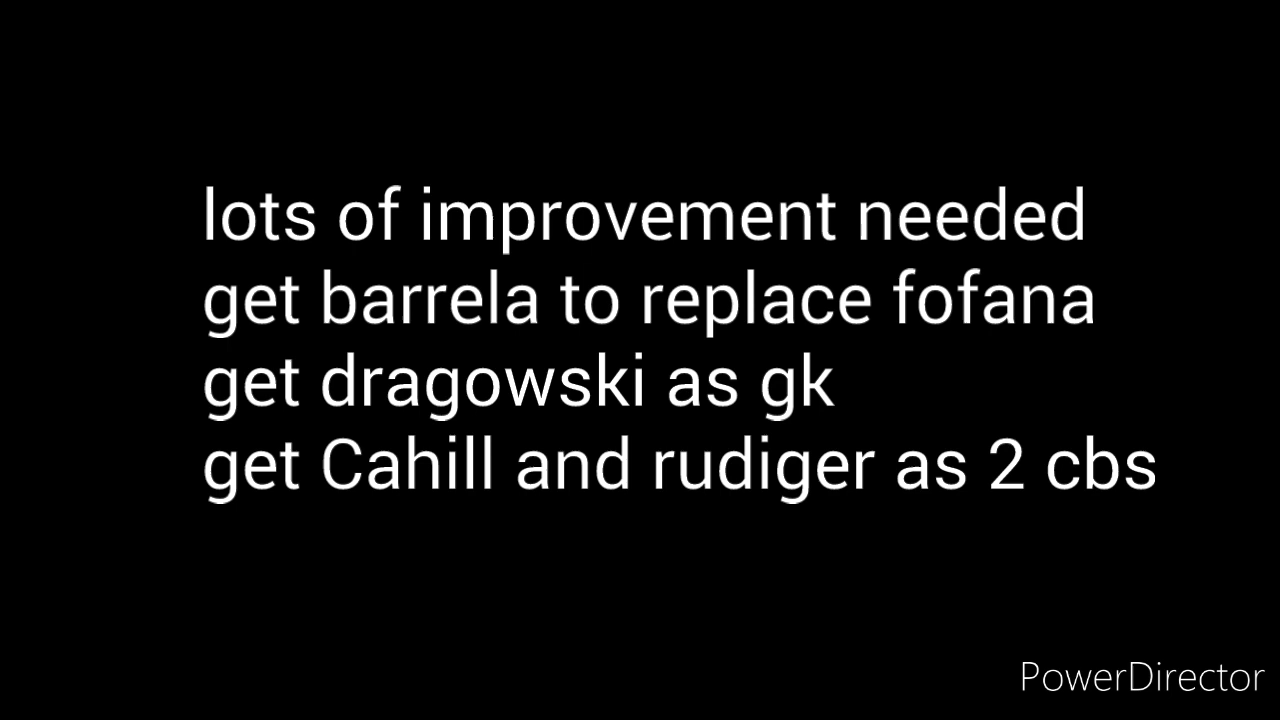 lots of improvement needed
get barrela to replace fofana
get dragowski as gk
get Cahill and rudiger as 2 cbs
PowerDirector